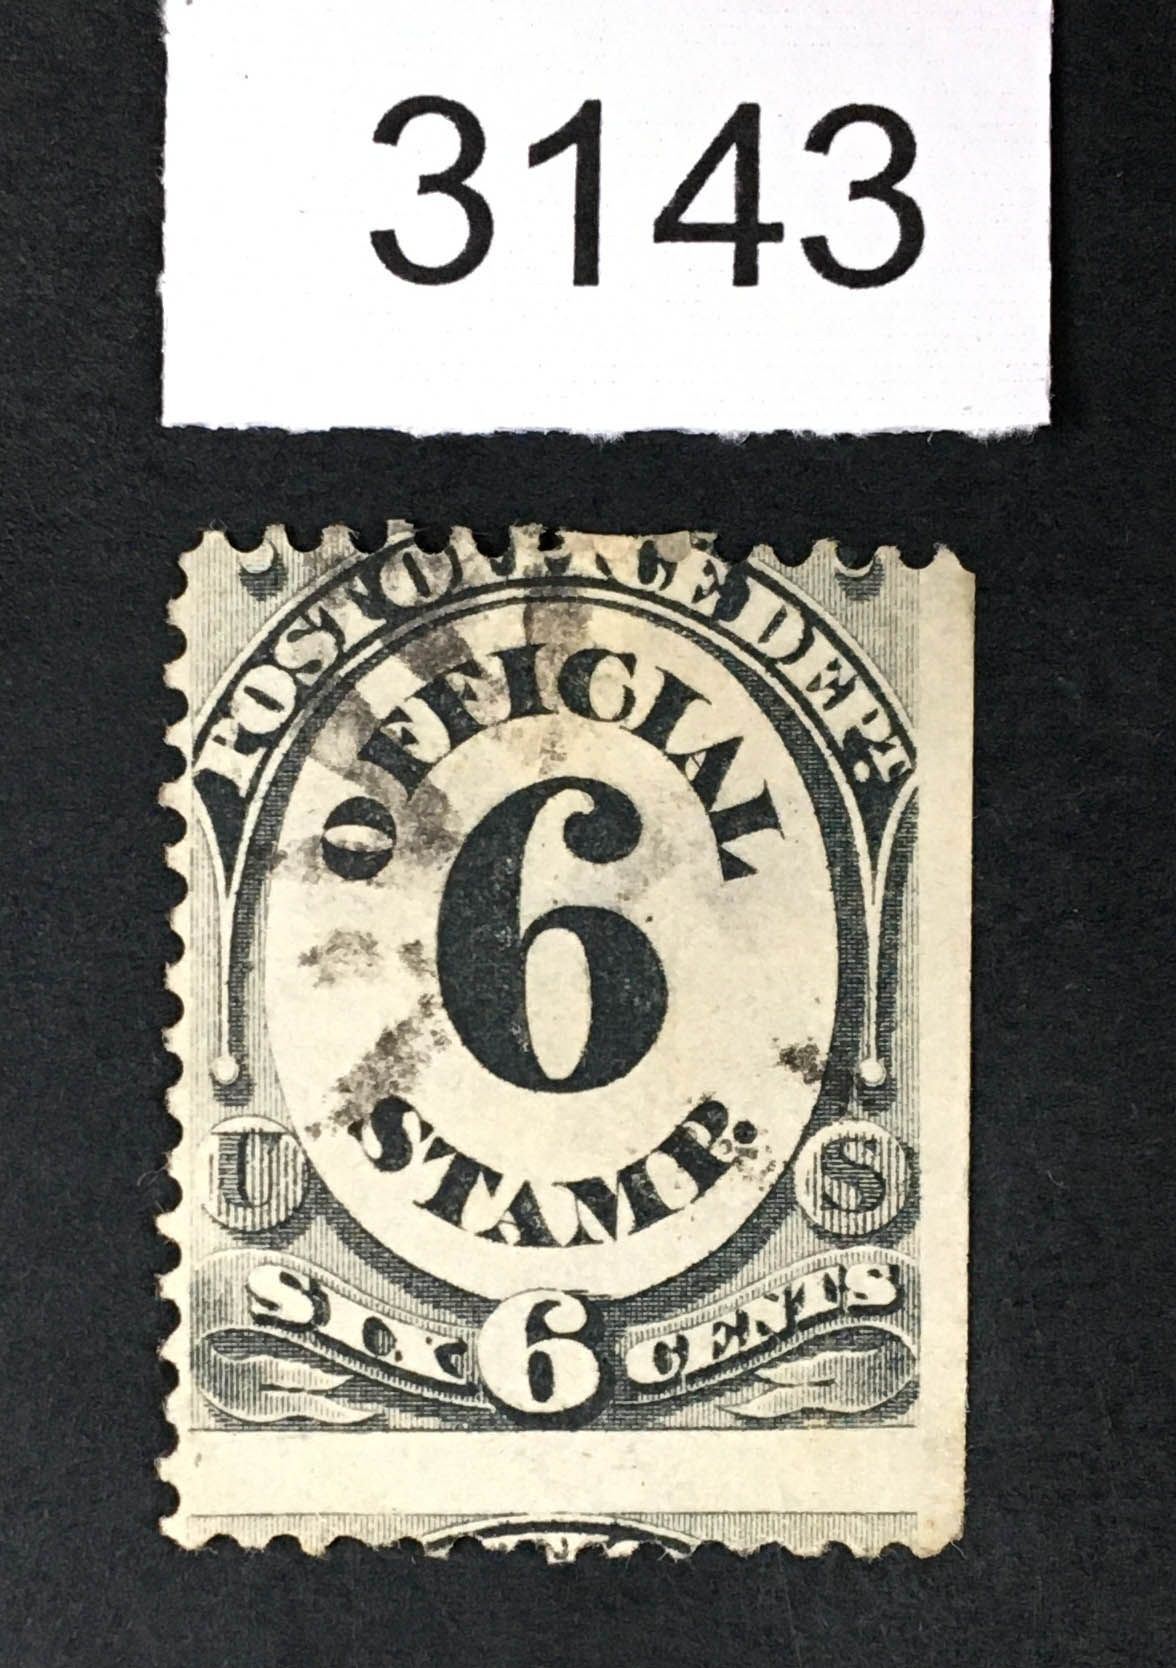 3143
POST OFFICE DEPT.
OFFICIAL
6
STAMP.
U S
SIX 6 CENTS